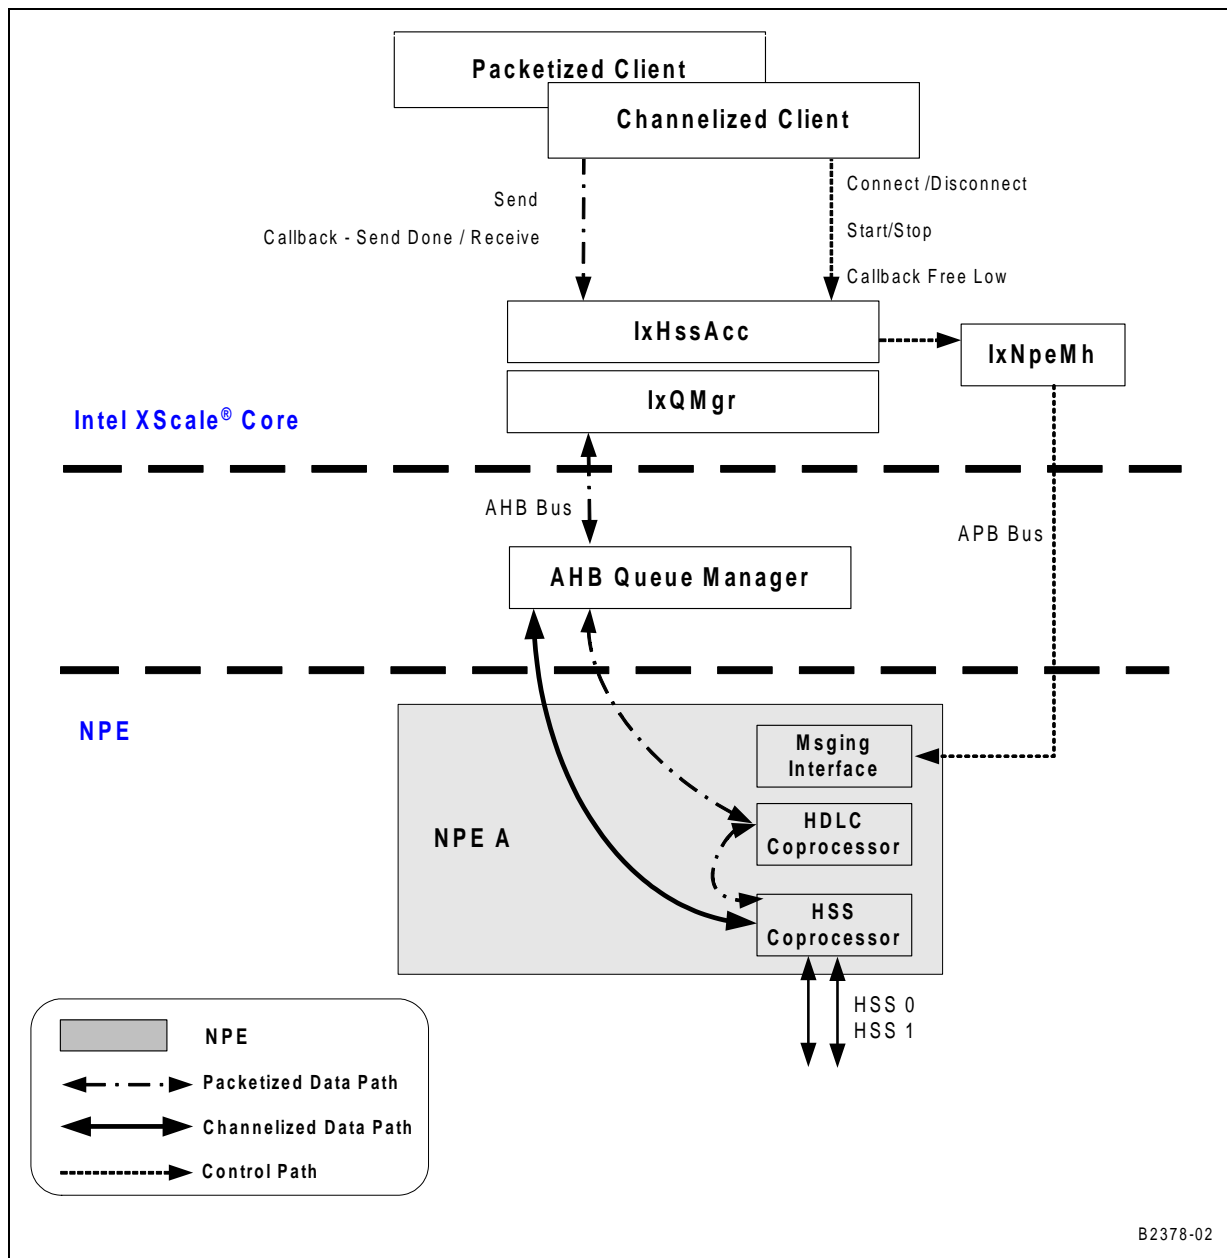 Packetized Client
Channelized Client
Send
Callback - Send Done / Receive
Connect /Disconnect
Start/Stop
Callback Free Low
IxHssAcc
IxNpeMh
IxQMgr
Intel XScale® Core
AHB Bus
APB Bus
AHB Queue Manager
NPE
Msging
Interface
NPE A
HDLC
Coprocessor
HSS
Coprocessor
HSS 0
HSS 1
NPE
Packetized Data Path
Channelized Data Path
Control Path
B2378-02